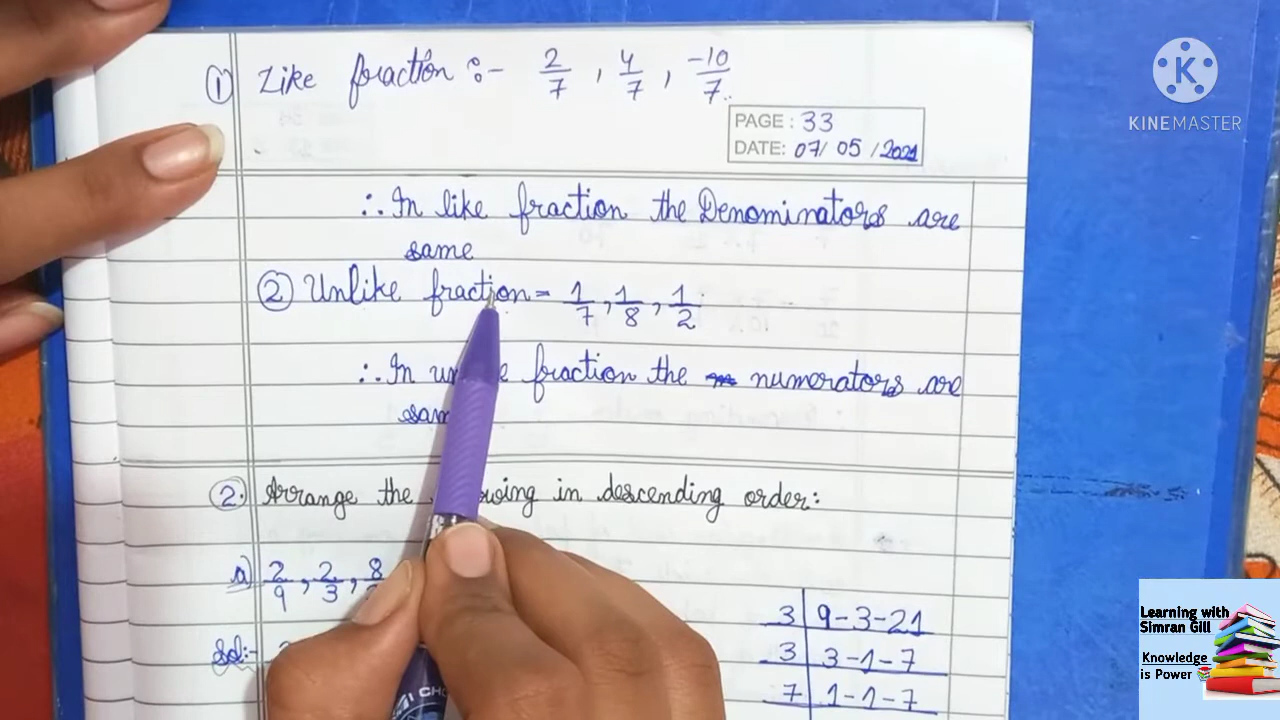 ① Like fraction :- 2/7, 4/7, -10/7
KINEMASTER
PAGE : 33
DATE: 07/05/2021
∴ In like fraction the Denominators are
same
② Unlike fraction = 1/7, 1/8, 1/2
∴ In fraction the numerators are
2. Arrange the in descending order:
a) 2/9, 2/3, 8
Sol:-
3 | 9-3-21
3 | 3-1-7
7 | 1-1-7
Learning with
Simran Gill
Knowledge
is Power